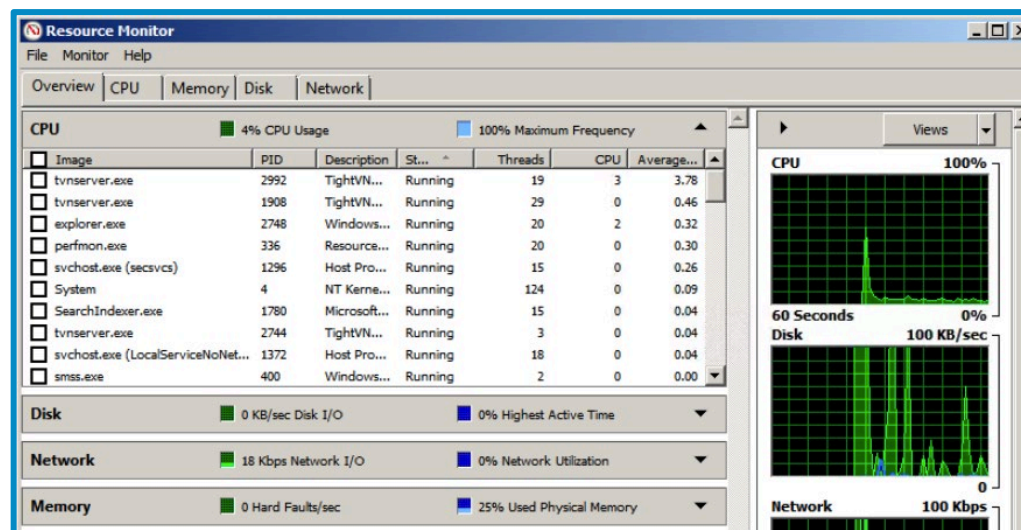 Resource Monitor
File Monitor Help
Overview CPU Memory Disk Network
CPU 4% CPU Usage 100% Maximum Frequency
Image PID Description St... Threads CPU Average...
tvnserver.exe 2992 TightVN... Running 19 3 3.78
tvnserver.exe 1908 TightVN... Running 29 0 0.46
explorer.exe 2748 Windows... Running 20 2 0.32
perfmon.exe 336 Resource... Running 20 0 0.30
svchost.exe (secsvcs) 1296 Host Pro... Running 15 0 0.26
System 4 NT Kerne... Running 124 0 0.09
SearchIndexer.exe 1780 Microsoft... Running 15 0 0.04
tvnserver.exe 2744 TightVN... Running 3 0 0.04
svchost.exe (LocalServiceNoNet... 1372 Host Pro... Running 18 0 0.04
smss.exe 400 Windows... Running 2 0 0.00
Disk 0 KB/sec Disk I/O 0% Highest Active Time
Network 18 Kbps Network I/O 0% Network Utilization
Memory 0 Hard Faults/sec 25% Used Physical Memory
Views
CPU 100%
60 Seconds 0%
Disk 100 KB/sec
0
Network 100 Kbps